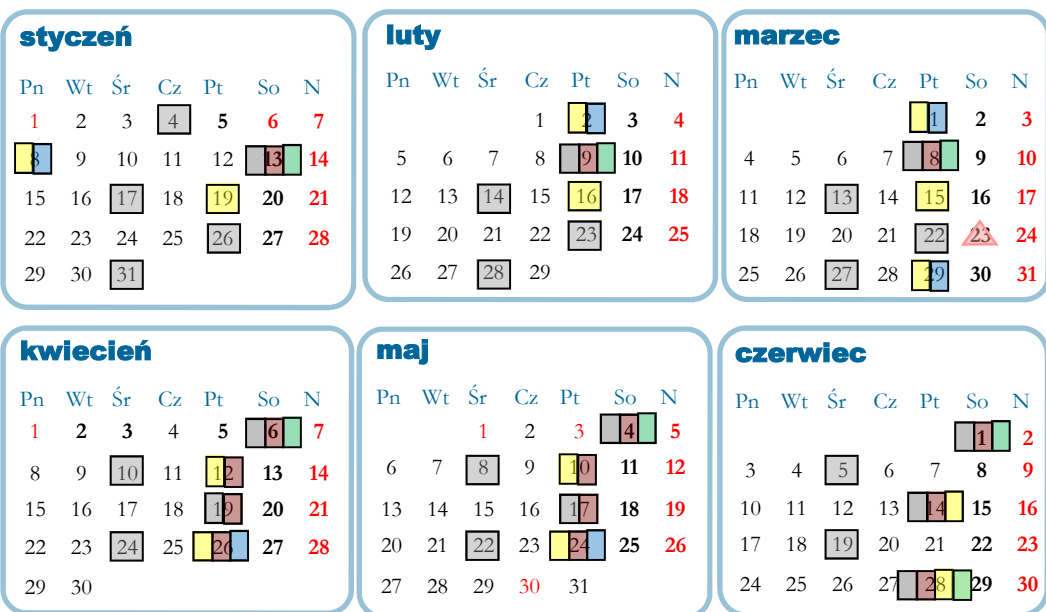 styczeń
Pn Wt Śr Cz Pt So N
1 2 3 4 5 6 7
8 9 10 11 12 13 14
15 16 17 18 19 20 21
22 23 24 25 26 27 28
29 30 31
luty
Pn Wt Śr Cz Pt So N
1 2 3 4
5 6 7 8 9 10 11
12 13 14 15 16 17 18
19 20 21 22 23 24 25
26 27 28 29
marzec
Pn Wt Śr Cz Pt So N
1 2 3
4 5 6 7 8 9 10
11 12 13 14 15 16 17
18 19 20 21 22 23 24
25 26 27 28 29 30 31
kwiecień
Pn Wt Śr Cz Pt So N
1 2 3 4 5 6 7
8 9 10 11 12 13 14
15 16 17 18 19 20 21
22 23 24 25 26 27 28
29 30
maj
Pn Wt Śr Cz Pt So N
1 2 3 4 5
6 7 8 9 10 11 12
13 14 15 16 17 18 19
20 21 22 23 24 25 26
27 28 29 30 31
czerwiec
Pn Wt Śr Cz Pt So N
1 2
3 4 5 6 7 8 9
10 11 12 13 14 15 16
17 18 19 20 21 22 23
24 25 26 27 28 29 30